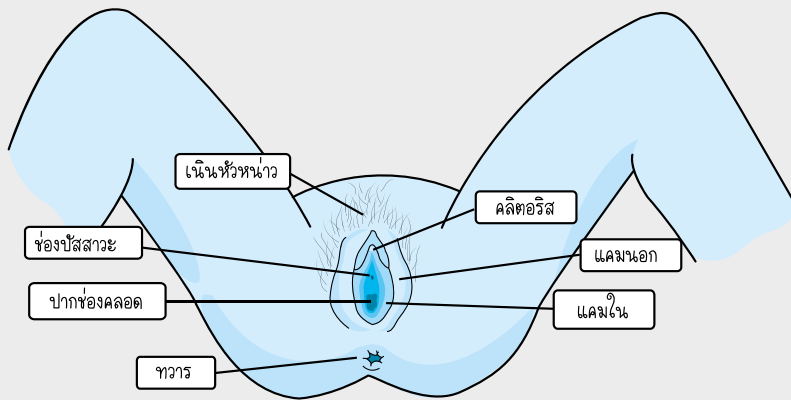 เนินหัวหน่าว
คลิตอริส
ช่องปัสสาวะ
แคมนอก
ปากช่องคลอด
แคมใน
ทวาร